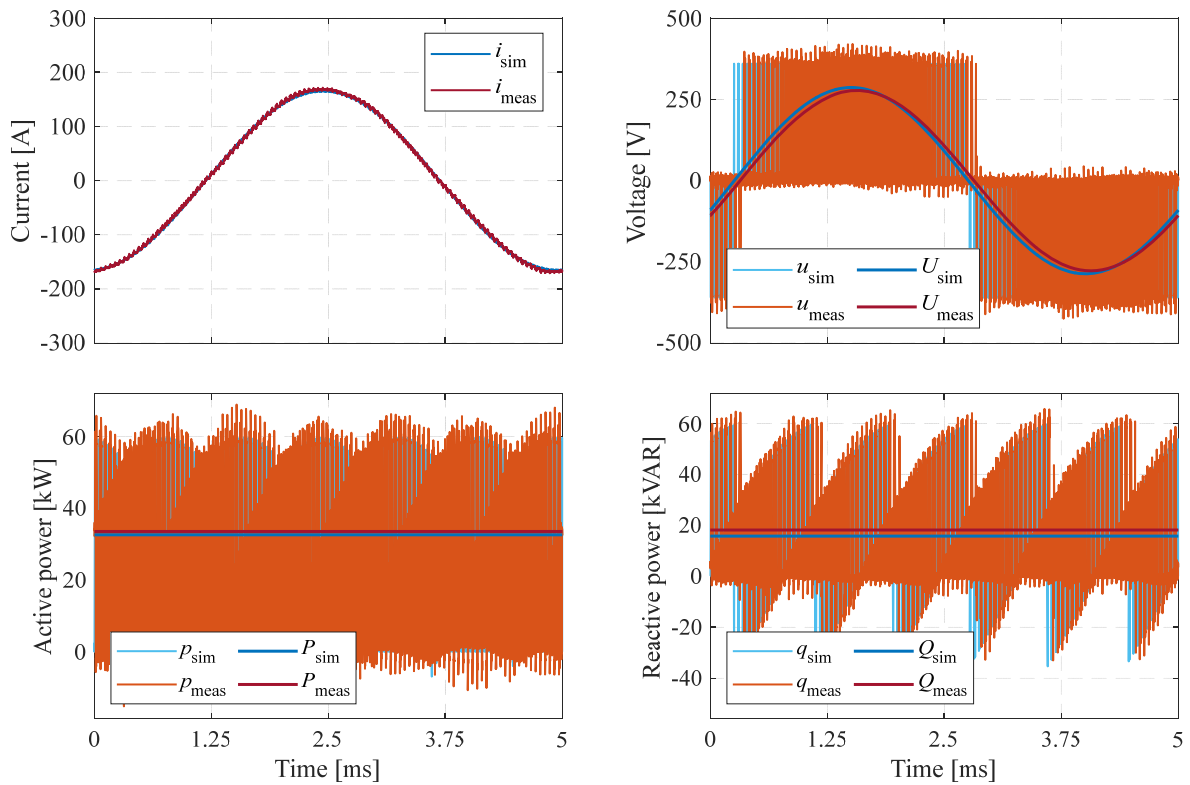 300
200
100
0
-100
-200
-300
Current [A]
i_sim
i_meas
500
250
0
-250
-500
Voltage [V]
u_sim U_sim
u_meas U_meas
60
40
20
0
Active power [kW]
p_sim P_sim
p_meas P_meas
0 1.25 2.5 3.75 5
Time [ms]
60
40
20
0
-20
-40
Reactive power [kVAR]
q_sim Q_sim
q_meas Q_meas
0 1.25 2.5 3.75 5
Time [ms]